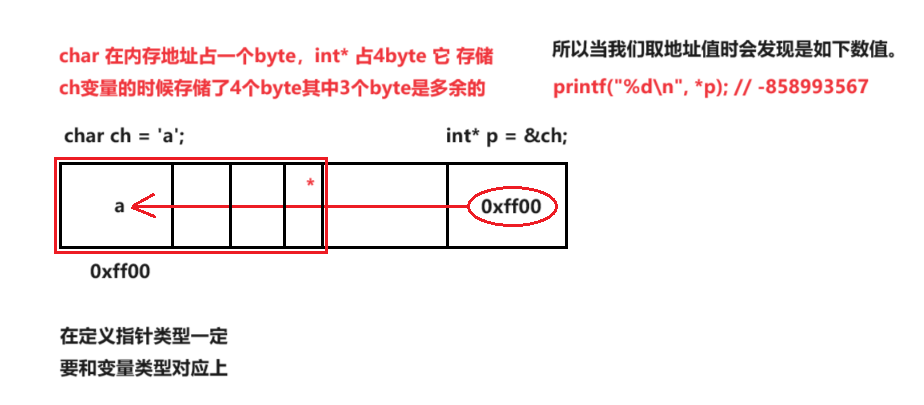 char 在内存地址占一个byte，int* 占4byte 它 存储
ch变量的时候存储了4个byte其中3个byte是多余的
所以当我们取地址值时会发现是如下数值。
printf("%d\n", *p); // -858993567
char ch = 'a';
int* p = &ch;
*
a
0xff00
0xff00
在定义指针类型一定
要和变量类型对应上